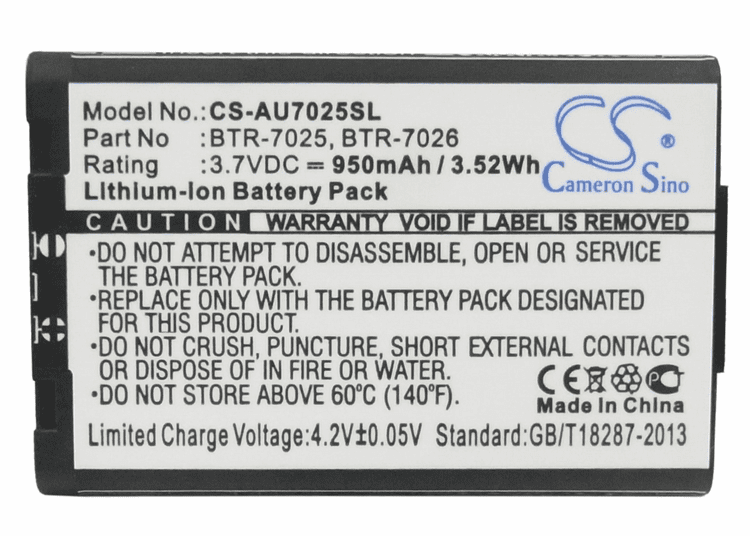 Model No.:CS-AU7025SL
Part No :BTR-7025, BTR-7026
Rating :3.7VDC ⎓ 950mAh / 3.52Wh
Lithium-Ion Battery Pack
CS
Cameron Sino
CAUTION WARRANTY VOID IF LABEL IS REMOVED
•DO NOT ATTEMPT TO DISASSEMBLE, OPEN OR SERVICE
THE BATTERY PACK.
•REPLACE ONLY WITH THE BATTERY PACK DESIGNATED
FOR THIS PRODUCT.
•DO NOT CRUSH, PUNCTURE, SHORT EXTERNAL CONTACTS
OR DISPOSE OF IN FIRE OR WATER.
•DO NOT EXPOSE ABOVE 60°C (140°F).
CE PC
Made In China
Limited Charge Voltage:4.2V±0.05V Standard:GB/T18287-2013